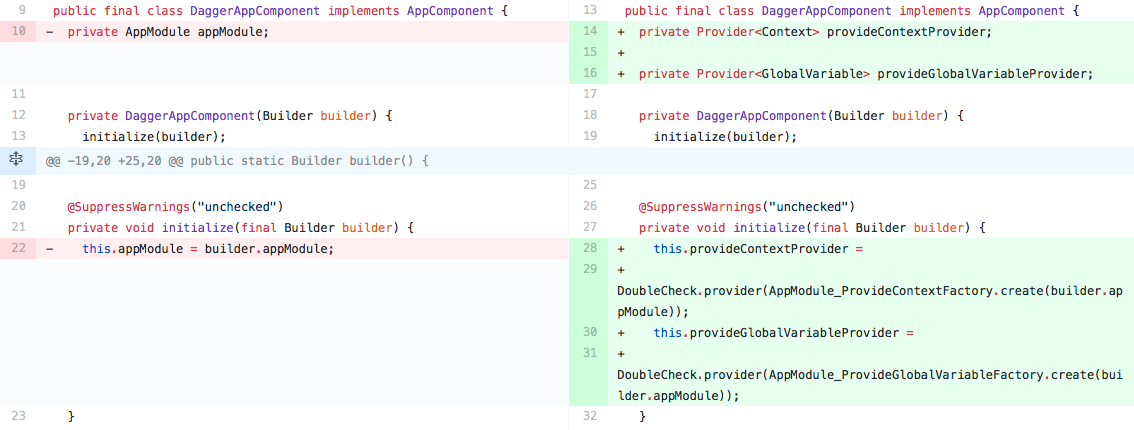 9 public final class DaggerAppComponent implements AppComponent {
10 - private AppModule appModule;
11
12 private DaggerAppComponent(Builder builder) {
13 initialize(builder);
@@ -19,20 +25,20 @@ public static Builder builder() {
19
20 @SuppressWarnings("unchecked")
21 private void initialize(final Builder builder) {
22 - this.appModule = builder.appModule;
23 }
13 public final class DaggerAppComponent implements AppComponent {
14 + private Provider<Context> provideContextProvider;
15 +
16 + private Provider<GlobalVariable> provideGlobalVariableProvider;
17
18 private DaggerAppComponent(Builder builder) {
19 initialize(builder);
25
26 @SuppressWarnings("unchecked")
27 private void initialize(final Builder builder) {
28 + this.provideContextProvider =
29 +
DoubleCheck.provider(AppModule_ProvideContextFactory.create(builder.ap
pModule));
30 + this.provideGlobalVariableProvider =
31 +
DoubleCheck.provider(AppModule_ProvideGlobalVariableFactory.create(bui
lder.appModule));
32 }